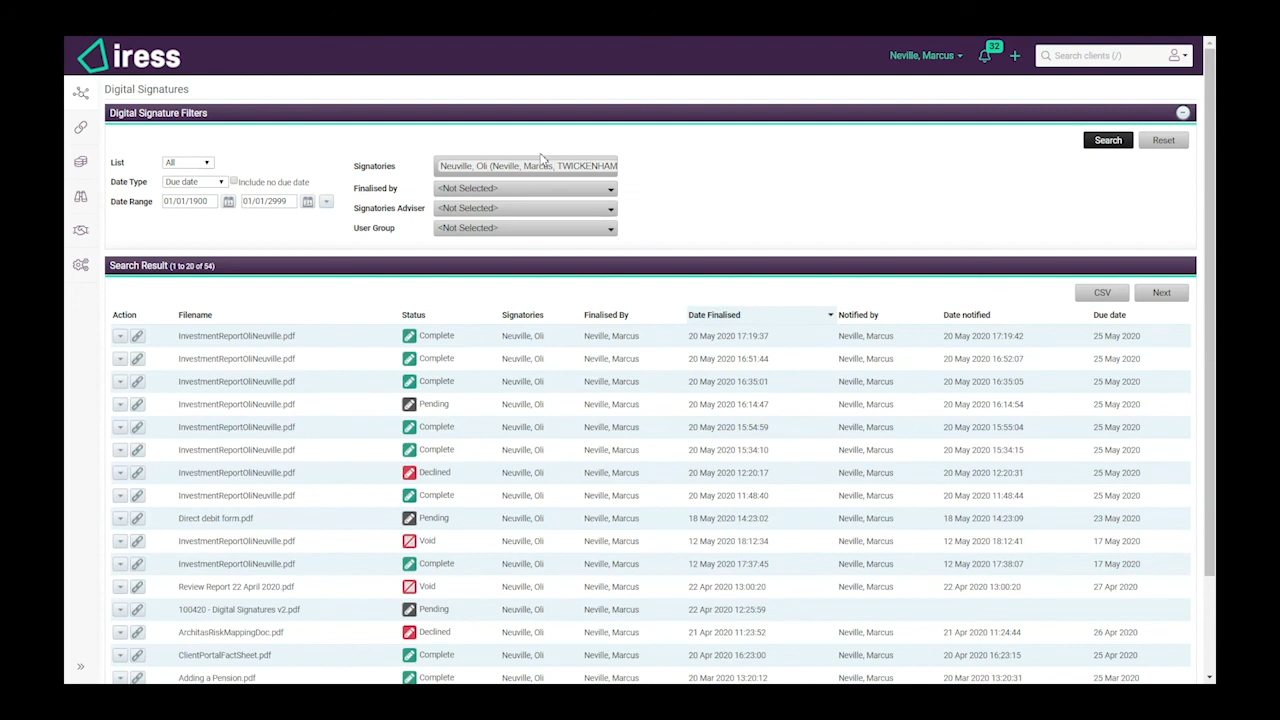 iress
Neville, Marcus
32
Search clients (/)
Digital Signatures
Digital Signature Filters
Search Reset
List All Signatories Neuville, Oli (Neville, Marcus, TWICKENHAM
Date Type Due date Include no due date Finalised by <Not Selected>
Date Range 01/01/1900 01/01/2999 Signatories Adviser <Not Selected>
User Group <Not Selected>
Search Result (1 to 20 of 54)
CSV Next
Action Filename Status Signatories Finalised By Date Finalised Notified by Date notified Due date
InvestmentReportOliNeuville.pdf Complete Neuville, Oli Neville, Marcus 20 May 2020 17:19:37 Neville, Marcus 20 May 2020 17:19:42 25 May 2020
InvestmentReportOliNeuville.pdf Complete Neuville, Oli Neville, Marcus 20 May 2020 16:51:44 Neville, Marcus 20 May 2020 16:52:07 25 May 2020
InvestmentReportOliNeuville.pdf Complete Neuville, Oli Neville, Marcus 20 May 2020 16:35:01 Neville, Marcus 20 May 2020 16:35:05 25 May 2020
InvestmentReportOliNeuville.pdf Pending Neuville, Oli Neville, Marcus 20 May 2020 16:14:47 Neville, Marcus 20 May 2020 16:14:54 25 May 2020
InvestmentReportOliNeuville.pdf Complete Neuville, Oli Neville, Marcus 20 May 2020 15:54:59 Neville, Marcus 20 May 2020 15:55:04 25 May 2020
InvestmentReportOliNeuville.pdf Complete Neuville, Oli Neville, Marcus 20 May 2020 15:34:10 Neville, Marcus 20 May 2020 15:34:15 25 May 2020
InvestmentReportOliNeuville.pdf Declined Neuville, Oli Neville, Marcus 20 May 2020 12:20:17 Neville, Marcus 20 May 2020 12:20:31 25 May 2020
InvestmentReportOliNeuville.pdf Complete Neuville, Oli Neville, Marcus 20 May 2020 11:48:40 Neville, Marcus 20 May 2020 11:48:44 25 May 2020
Direct debit form.pdf Pending Neuville, Oli Neville, Marcus 18 May 2020 14:23:02 Neville, Marcus 18 May 2020 14:23:09 23 May 2020
InvestmentReportOliNeuville.pdf Void Neuville, Oli Neville, Marcus 12 May 2020 18:12:34 Neville, Marcus 12 May 2020 18:12:41 17 May 2020
InvestmentReportOliNeuville.pdf Complete Neuville, Oli Neville, Marcus 12 May 2020 17:37:45 Neville, Marcus 12 May 2020 17:38:07 17 May 2020
Review Report 22 April 2020.pdf Void Neuville, Oli Neville, Marcus 22 Apr 2020 13:00:20 Neville, Marcus 22 Apr 2020 13:00:20 27 Apr 2020
100420 - Digital Signatures v2.pdf Pending Neuville, Oli Neville, Marcus 22 Apr 2020 12:25:59
ArchitasRiskMappingDoc.pdf Declined Neuville, Oli Neville, Marcus 21 Apr 2020 11:23:52 Neville, Marcus 21 Apr 2020 11:24:44 26 Apr 2020
ClientPortalFactSheet.pdf Complete Neuville, Oli Neville, Marcus 20 Apr 2020 16:23:00 Neville, Marcus 20 Apr 2020 16:23:15 25 Apr 2020
Adding a Pension.pdf Complete Neuville, Oli Neville, Marcus 20 Mar 2020 13:20:12 Neville, Marcus 20 Mar 2020 13:20:31 25 Mar 2020